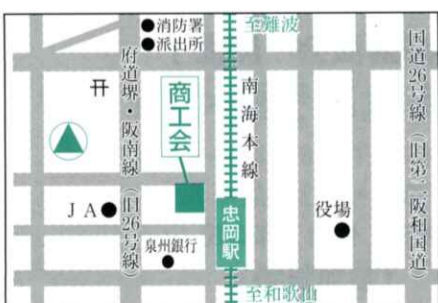 消防署
派出所
至難波
国道26号線（旧第二阪和国道）
府道堺・阪南線（旧26号線）
商工会
南海本線
JA
泉州銀行
忠岡駅
役場
至和歌山